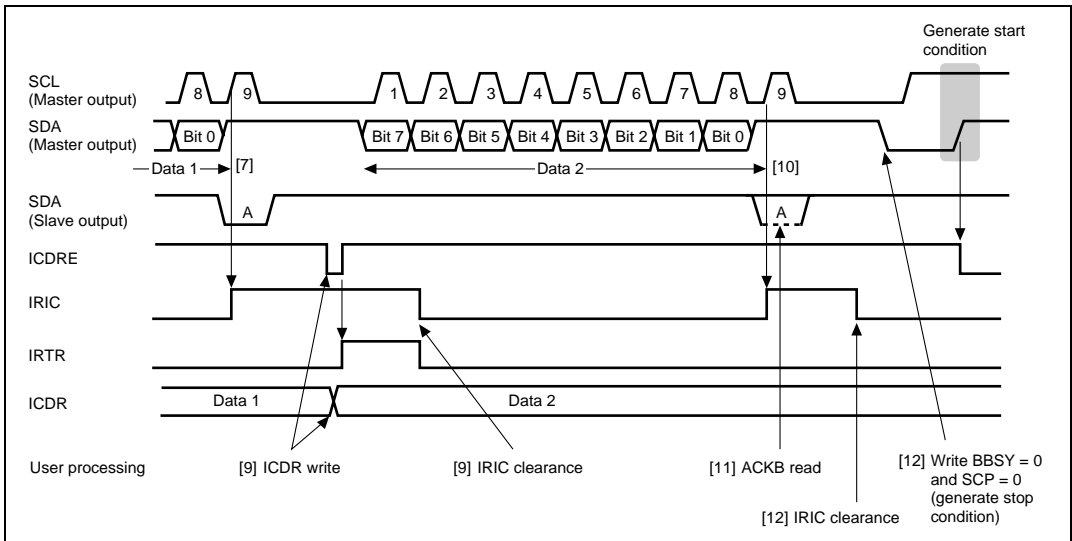 Generate start
condition
SCL
(Master output)
8 9 1 2 3 4 5 6 7 8 9
SDA
(Master output)
Bit 0 Bit 7 Bit 6 Bit 5 Bit 4 Bit 3 Bit 2 Bit 1 Bit 0
Data 1 [7] Data 2 [10]
SDA
(Slave output)
A A
ICDRE
IRIC
IRTR
ICDR Data 1 Data 2
User processing [9] ICDR write [9] IRIC clearance [11] ACKB read [12] Write BBSY = 0
and SCP = 0
(generate stop
condition)
[12] IRIC clearance